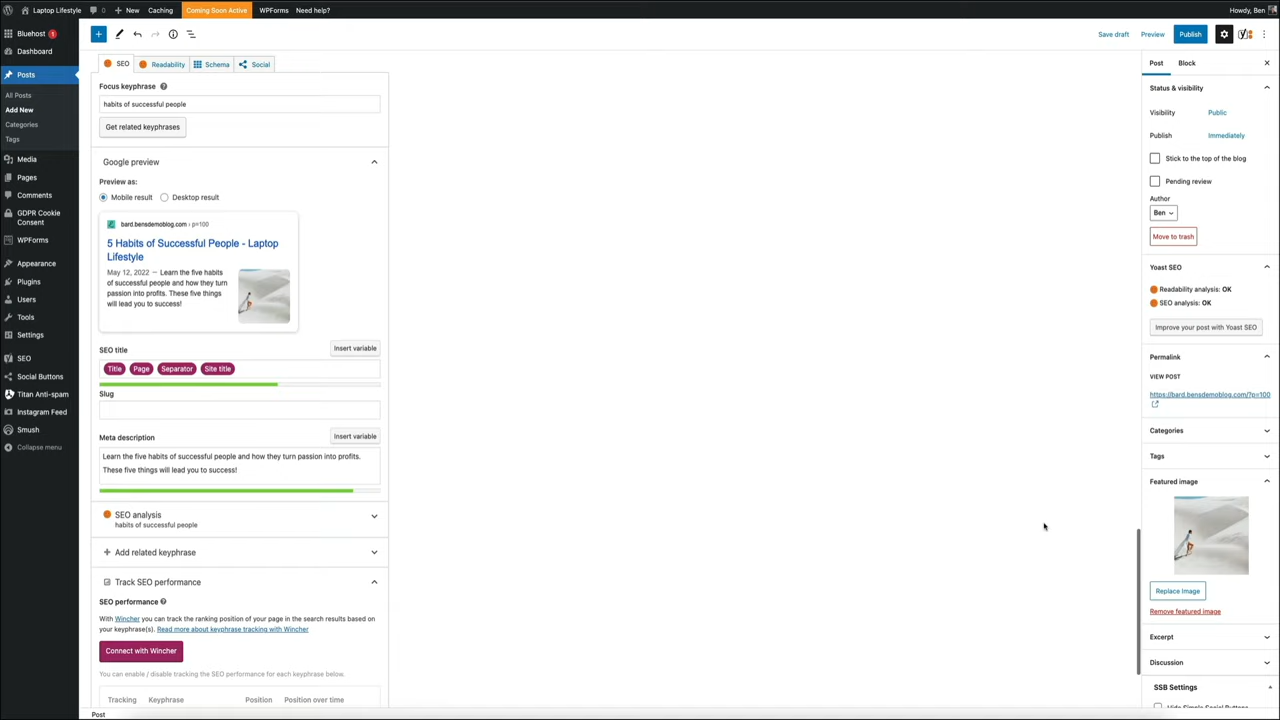 Laptop Lifestyle
0
New
Caching
Coming Soon Active
WPForms
Need help?
Howdy, Ben
Bluehost 1
Dashboard
Posts
All Posts
Add New
Categories
Tags
Media
Pages
Comments
GDPR Cookie
Consent
WPForms
Appearance
Plugins
Users
Tools
Settings
SEO
Social Buttons
Titan Anti-spam
Instagram Feed
Smush
Collapse menu
Save draft
Preview
Publish
SEO
Readability
Schema
Social
Focus keyphrase
habits of successful people
Get related keyphrases
Google preview
Preview as:
Mobile result
Desktop result
bard.bensdemoblog.com › p=100
5 Habits of Successful People - Laptop
Lifestyle
May 12, 2022 — Learn the five habits
of successful people and how they turn
passion into profits. These five things
will lead you to success!
SEO title
Insert variable
Title Page Separator Site title
Slug
Meta description
Insert variable
Learn the five habits of successful people and how they turn passion into profits.
These five things will lead you to success!
SEO analysis
habits of successful people
Add related keyphrase
Track SEO performance
SEO performance
With Wincher you can track the ranking position of your page in the search results based on
your keyphrase(s). Read more about keyphrase tracking with Wincher
Connect with Wincher
You can enable / disable tracking the SEO performance for each keyphrase below.
Tracking Keyphrase Position Position over time
Post
Post
Block
Status & visibility
Visibility
Public
Publish
Immediately
Stick to the top of the blog
Pending review
Author
Ben
Move to trash
Yoast SEO
Readability analysis: OK
SEO analysis: OK
Improve your post with Yoast SEO
Permalink
VIEW POST
https://bard.bensdemoblog.com/?p=100
Categories
Tags
Featured image
Replace Image
Remove featured image
Excerpt
Discussion
SSB Settings
Hide Simple Social Buttons